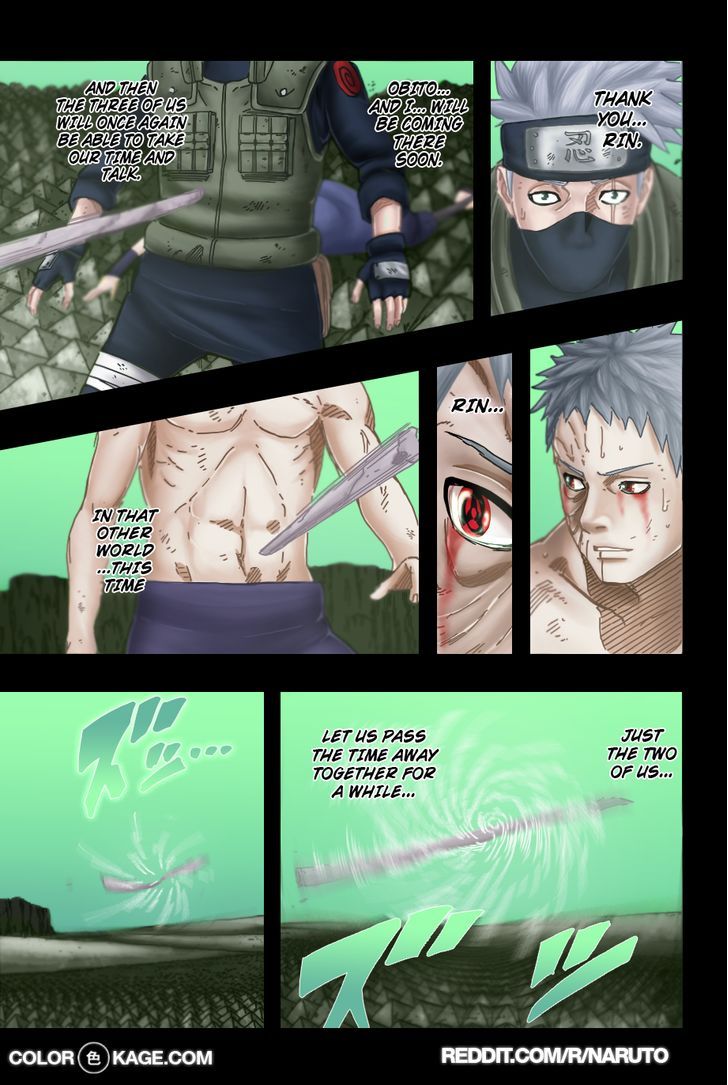 THANK
YOU...
RIN.
OBITO...
AND I... WILL
BE COMING
THERE
SOON.
AND THEN
THE THREE OF US
WILL ONCE AGAIN
BE ABLE TO TAKE
OUR TIME AND
TALK.
忍
RIN...
IN THAT
OTHER
WORLD
...THIS
TIME
JUST
THE TWO
OF US...
LET US PASS
THE TIME AWAY
TOGETHER FOR
A WHILE...
ズッ
ズッ...
COLOR 色 KAGE.COM
REDDIT.COM/R/NARUTO